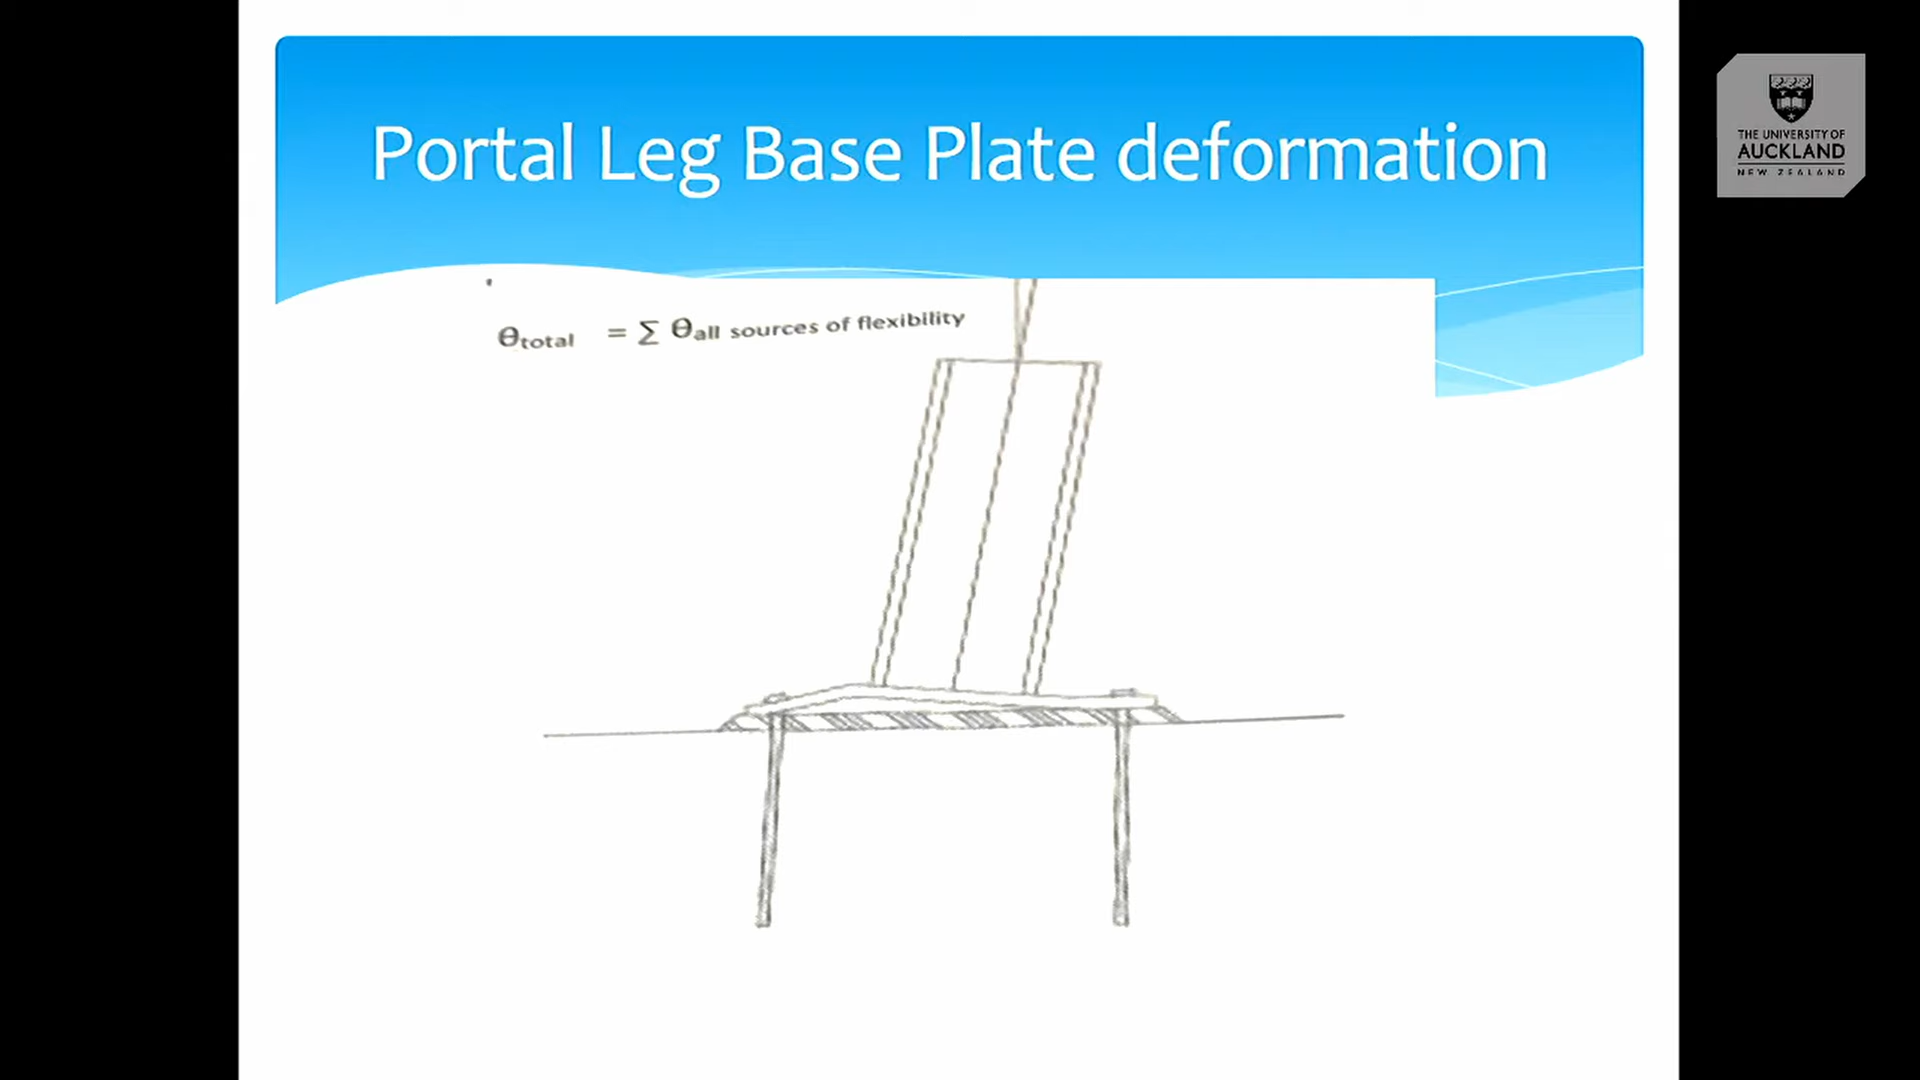 Portal Leg Base Plate deformation
THE UNIVERSITY OF
AUCKLAND
NEW ZEALAND
θtotal = ∑ θall sources of flexibility